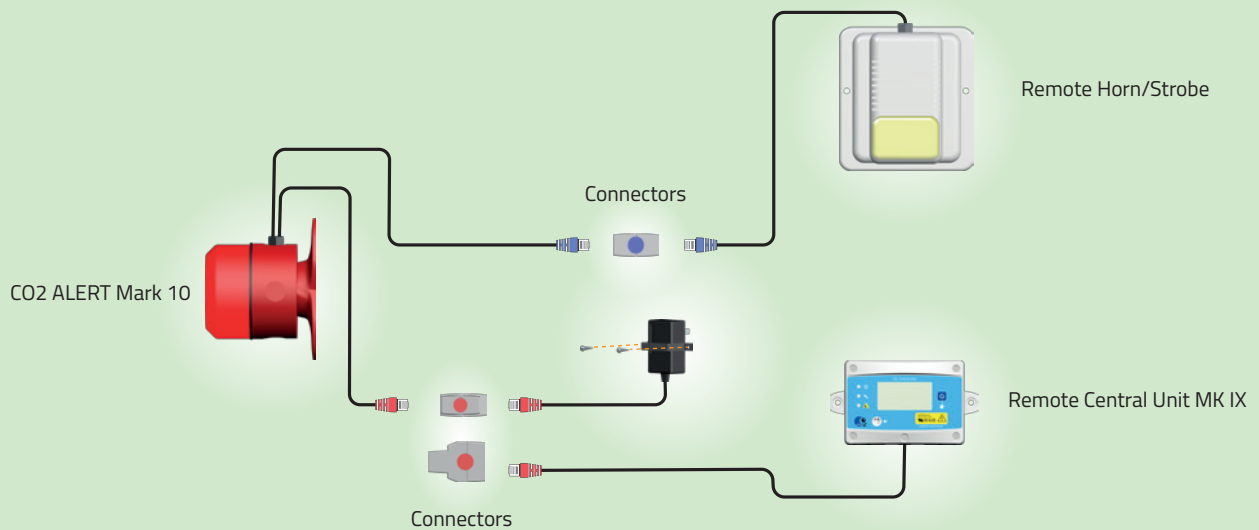 Remote Horn/Strobe
Connectors
CO2 ALERT Mark 10
Remote Central Unit MK IX
Connectors